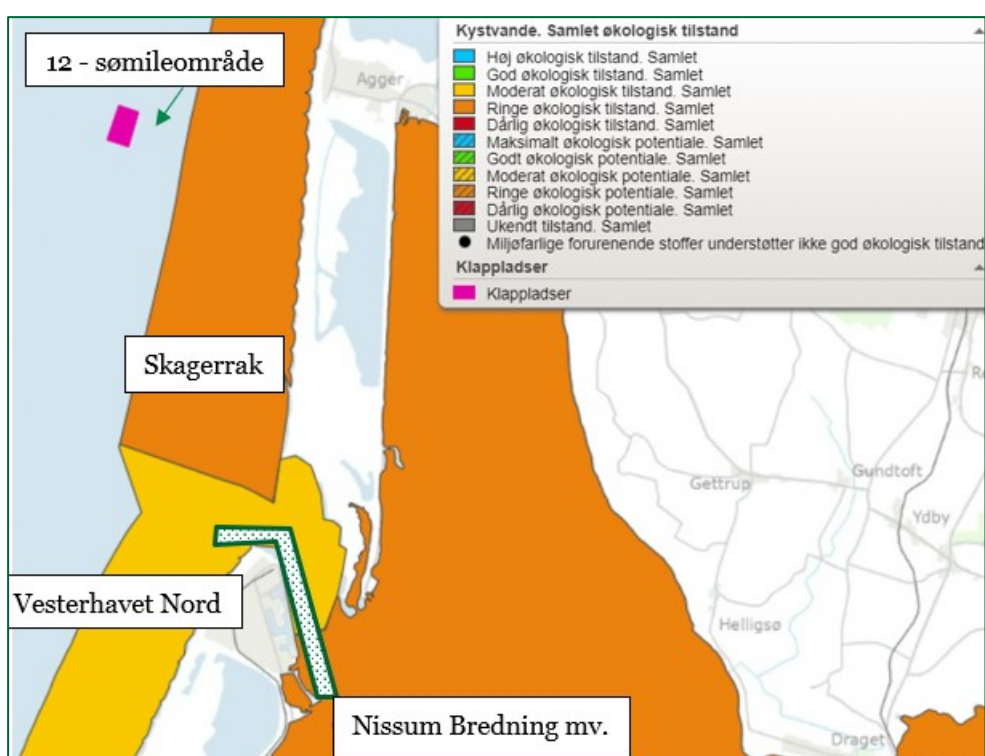 12 - sømileområde
Agger
Kystvande. Samlet økologisk tilstand
Høj økologisk tilstand. Samlet
God økologisk tilstand. Samlet
Moderat økologisk tilstand. Samlet
Ringe økologisk tilstand. Samlet
Dårlig økologisk tilstand. Samlet
Maksimalt økologisk potentiale. Samlet
Godt økologisk potentiale. Samlet
Moderat økologisk potentiale. Samlet
Ringe økologisk potentiale. Samlet
Dårlig økologisk potentiale. Samlet
Ukendt tilstand. Samlet
Miljøfarlige forurenende stoffer understøtter ikke god økologisk tilstand
Klappladser
Klappladser
Skagerrak
Gettrup
Gundtoft
Ydby
Vesterhavet Nord
Helligsø
Nissum Bredning mv.
Draget